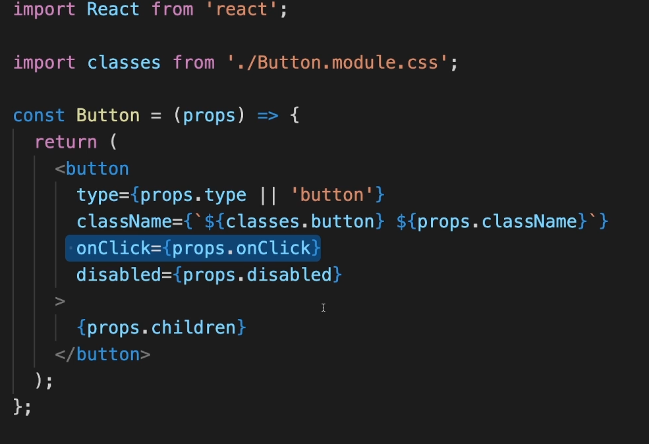 import React from 'react';
import classes from './Button.module.css';
const Button = (props) => {
return (
<button
type={props.type || 'button'}
className={`${classes.button} ${props.className}`}
onClick={props.onClick}
disabled={props.disabled}
>
{props.children}
</button>
);
};